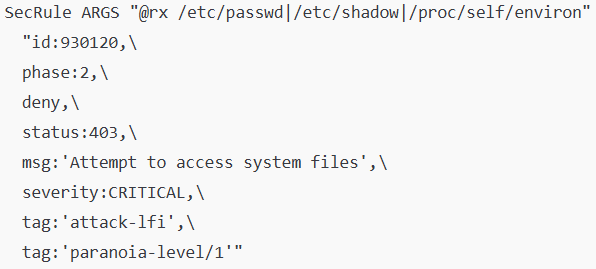 SecRule ARGS "@rx /etc/passwd|/etc/shadow|/proc/self/environ"
"id:930120,\
phase:2,\
deny,\
status:403,\
msg:'Attempt to access system files',\
severity:CRITICAL,\
tag:'attack-lfi',\
tag:'paranoia-level/1'"